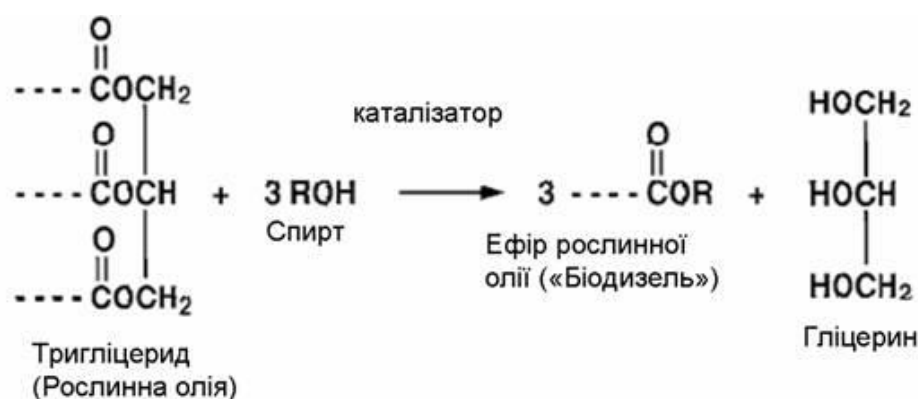 O
COCH₂
каталізатор
O
COCH + 3 ROH
Спирт
O
COCH₂
Тригліцерид
(Рослинна олія)
O
3 COR +
Ефір рослинної
олії («Біодизель»)
HOCH₂
HOCH
HOCH₂
Гліцерин